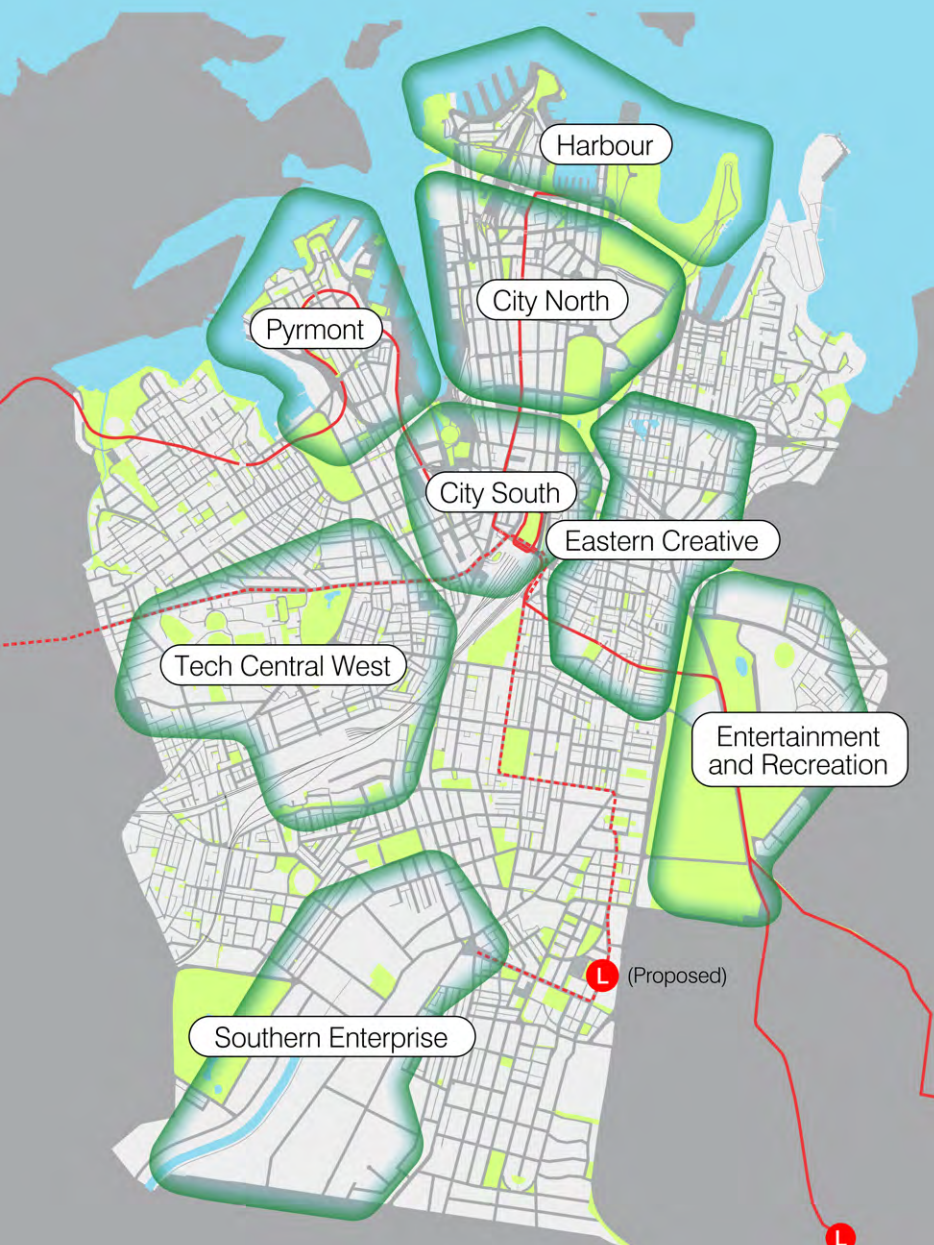 Harbour
City North
Pyrmont
City South
Eastern Creative
Tech Central West
Entertainment
and Recreation
L (Proposed)
Southern Enterprise
L